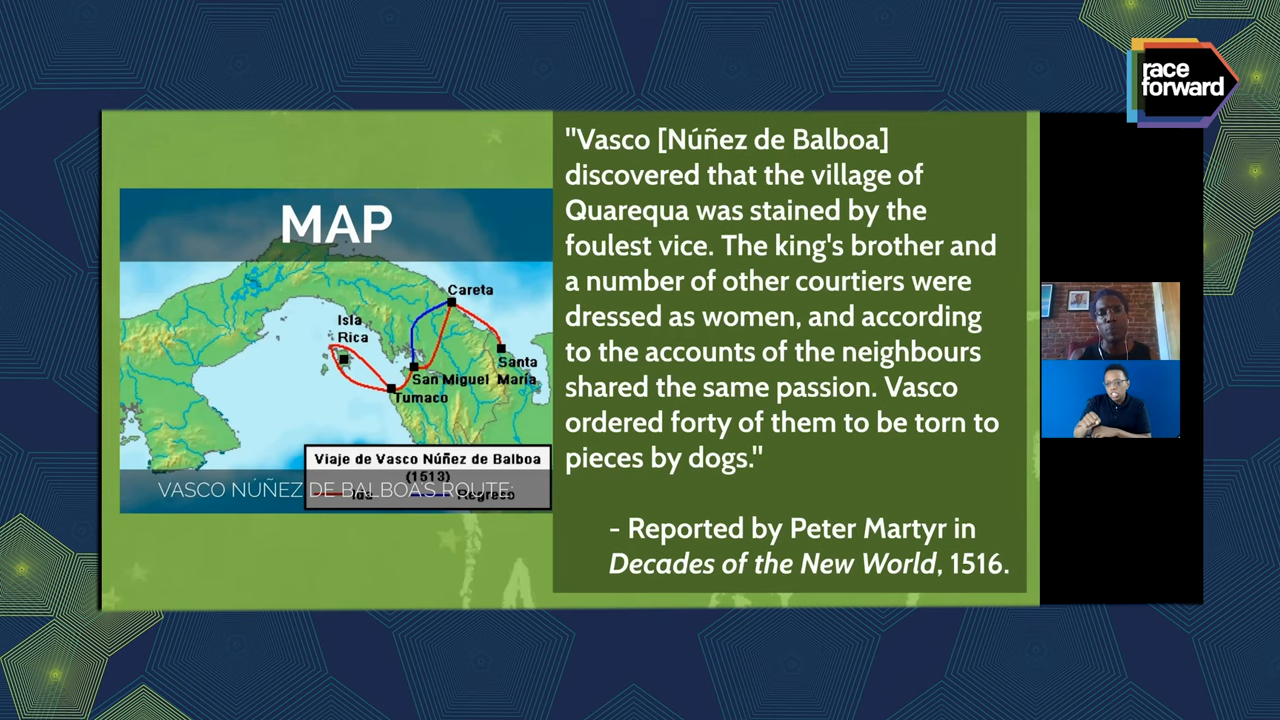 race
forward
MAP
Careta
Isla
Rica
Santa
María
San Miguel
Tumaco
Viaje de Vasco Núñez de Balboa
(1513)
Ida Regreso
VASCO NÚÑEZ DE BALBOA'S ROUTE:
"Vasco [Núñez de Balboa]
discovered that the village of
Quarequa was stained by the
foulest vice. The king's brother and
a number of other courtiers were
dressed as women, and according
to the accounts of the neighbours
shared the same passion. Vasco
ordered forty of them to be torn to
pieces by dogs."
- Reported by Peter Martyr in
Decades of the New World, 1516.